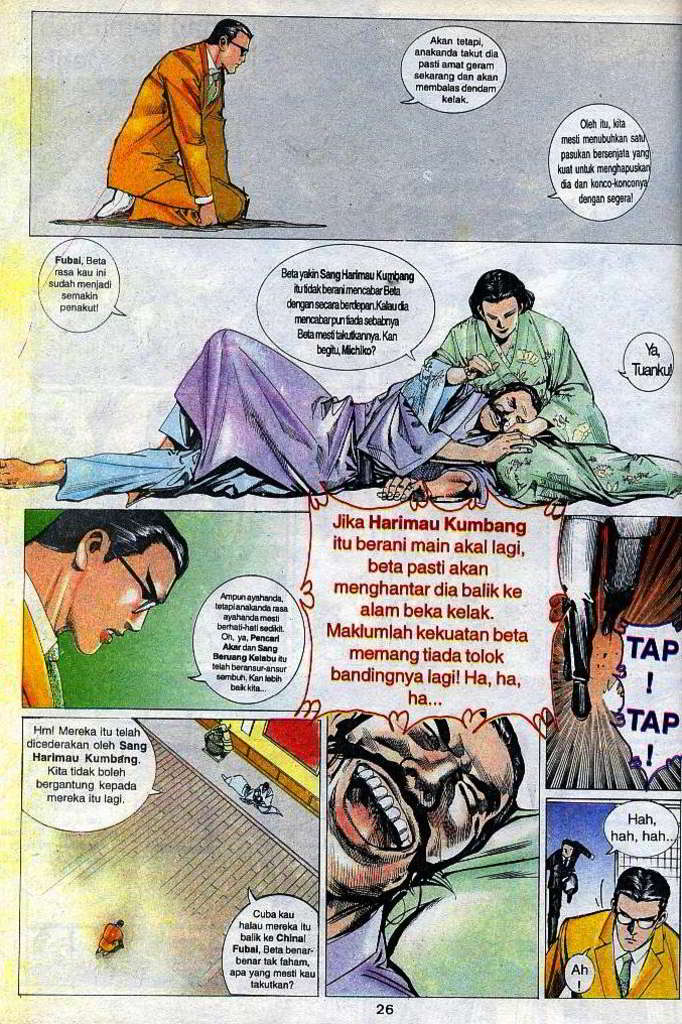 Akan tetapi,
anakanda takut dia
pasti amat geram
sekarang dan akan
membalas dendam
kelak.
Oleh itu, kita
mesti menubuhkan satu
pasukan bersenjata yang
kuat untuk menghapuskan
dia dan konco-konconya
dengan segera!
Fubai, Beta
rasa kau ini
sudah menjadi
semakin
penakut!
Beta yakin Sang Harimau Kumbang
itu tidak berani mencabar Beta
dengan secara berdepan.Kalau dia
mencabar pun tiada sebabnya
Beta mesti takutkannya. Kan
begitu, Michiko?
Ya,
Tuanku!
Ampun ayahanda,
tetapi anakanda rasa
ayahanda mesti
berhati-hati sedikit.
Oh, ya, Pencari
Akar dan Sang
Beruang Kelabu itu
telah beransur-ansur
sembuh, Kan lebih
baik kita...
Jika Harimau Kumbang
itu berani main akal lagi,
beta pasti akan
menghantar dia balik ke
alam beka kelak.
Maklumlah kekuatan beta
memang tiada tolok
bandingnya lagi! Ha, ha,
ha...
TAP
!
TAP
!
Hm! Mereka itu telah
dicederakan oleh Sang
Harimau Kumbang.
Kita tidak boleh
bergantung kepada
mereka itu lagi.
Cuba kau
halau mereka itu
balik ke China!
Fubai, Beta benar-
benar tak faham,
apa yang mesti kau
takutkan?
Hah,
hah, hah..
Ah
!
26